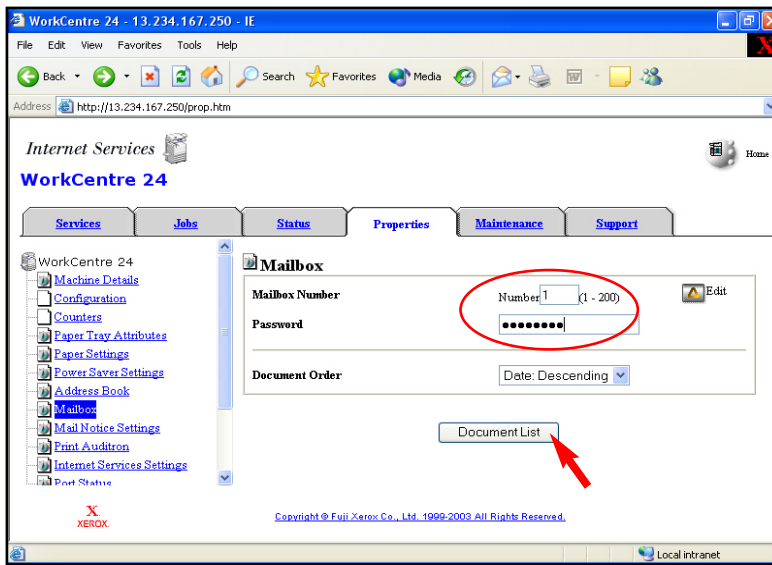 WorkCentre 24 - 13.234.167.250 - IE
File Edit View Favorites Tools Help
Back Search Favorites Media
Address http://13.234.167.250/prop.htm
Internet Services
Home
WorkCentre 24
Services Jobs Status Properties Maintenance Support
WorkCentre 24
Machine Details
Configuration
Counters
Paper Tray Attributes
Paper Settings
Power Saver Settings
Address Book
Mailbox
Mail Notice Settings
Print Auditron
Internet Services Settings
Port Status
Mailbox
Mailbox Number Number 1 (1 - 200) Edit
Password ••••••••
Document Order Date: Descending
Document List
X
XEROX.
Copyright © Fuji Xerox Co., Ltd. 1999-2003 All Rights Reserved.
Local intranet